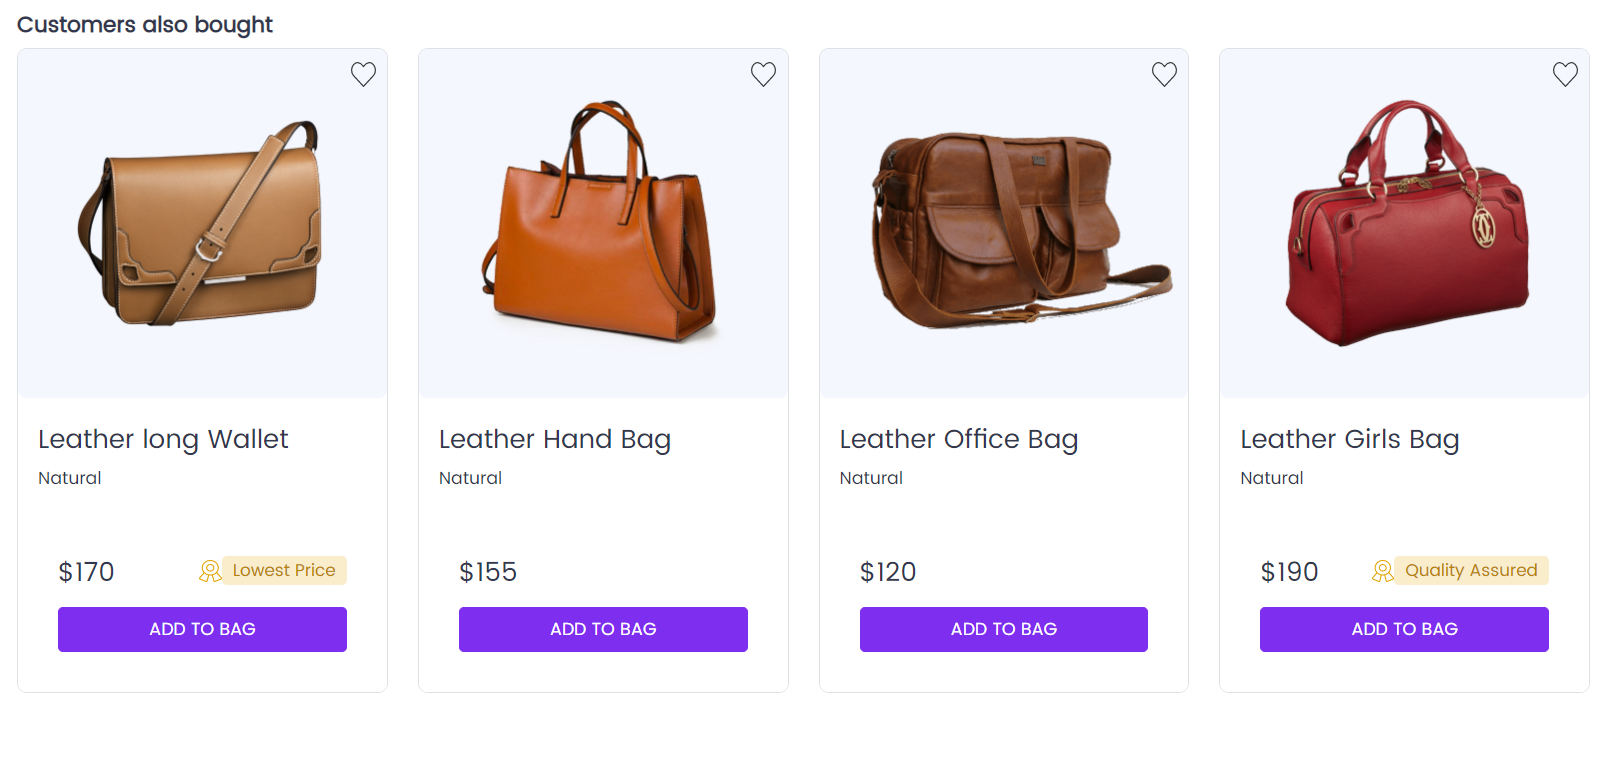 Customers also bought
Leather long Wallet
Natural
$170
Lowest Price
ADD TO BAG
Leather Hand Bag
Natural
$155
ADD TO BAG
Leather Office Bag
Natural
$120
ADD TO BAG
Leather Girls Bag
Natural
$190
Quality Assured
ADD TO BAG